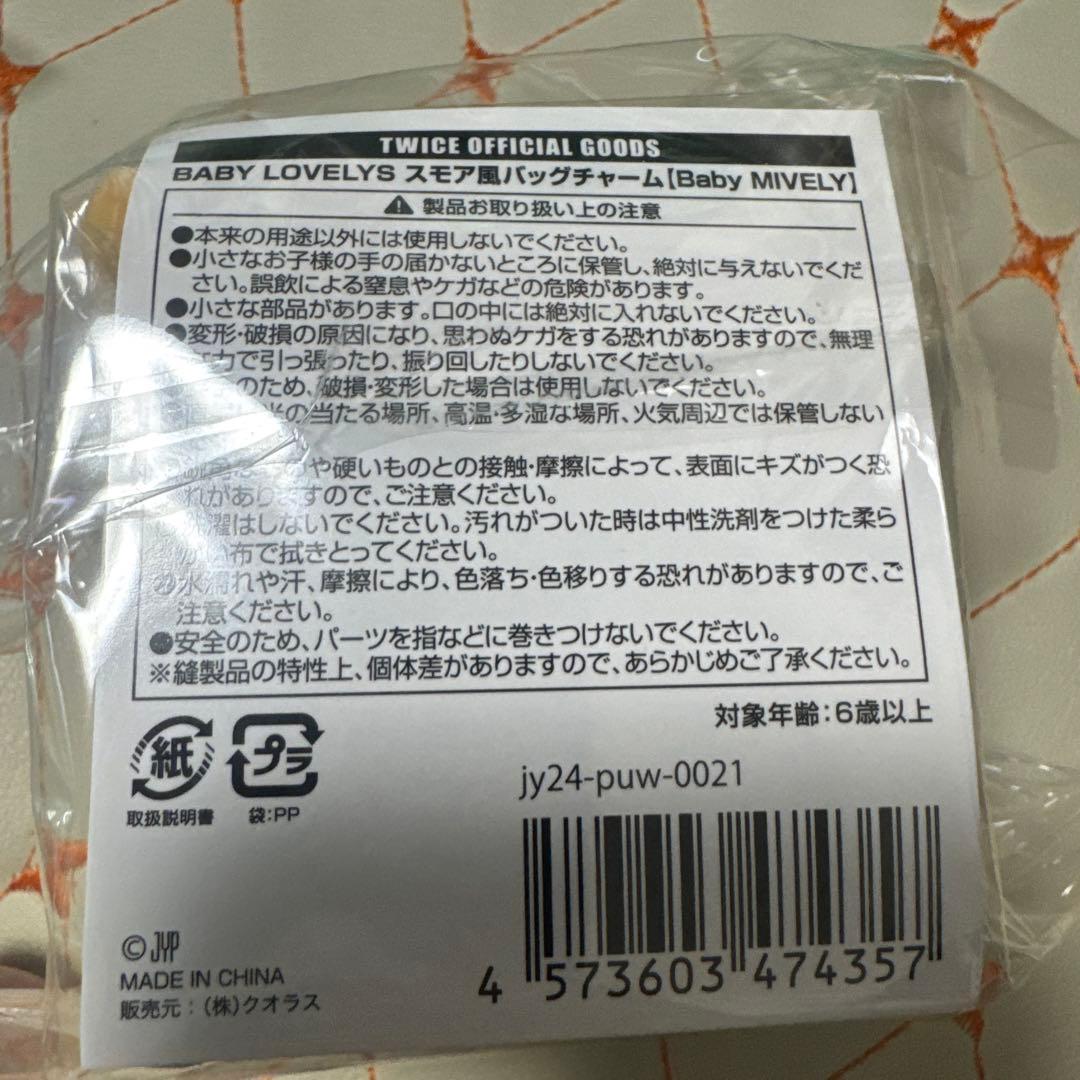 TWICE OFFICIAL GOODS
BABY LOVELYS スモア風バッグチャーム【Baby MIVELY】
製品お取り扱い上の注意
●本来の用途以外には使用しないでください。
●小さなお子様の手の届かないところに保管し、絶対に与えないでくだ
さい。誤飲による窒息やケガなどの危険があります。
●小さな部品があります。口の中には絶対に入れないでください。
●変形・破損の原因になり、思わぬケガをする恐れがありますので、無理
な力で引っ張ったり、振り回したりしないでください。
のため、破損・変形した場合は使用しないでください。
の当たる場所、高温・多湿な場所、火気周辺では保管しない
や硬いものとの接触・摩擦によって、表面にキズがつく恐
れがありますので、ご注意ください。
洗濯はしないでください。汚れがついた時は中性洗剤をつけた柔ら
かい布で拭きとってください。
水濡れや汗、摩擦により、色落ち・色移りする恐れがありますので、ご
注意ください。
●安全のため、パーツを指などに巻きつけないでください。
※縫製品の特性上、個体差がありますので、あらかじめご了承ください。
対象年齢：6歳以上
紙 プラ
取扱説明書 袋：PP
jy24-puw-0021
4 573603 474357
© JYP
MADE IN CHINA
販売元：（株）クオラス